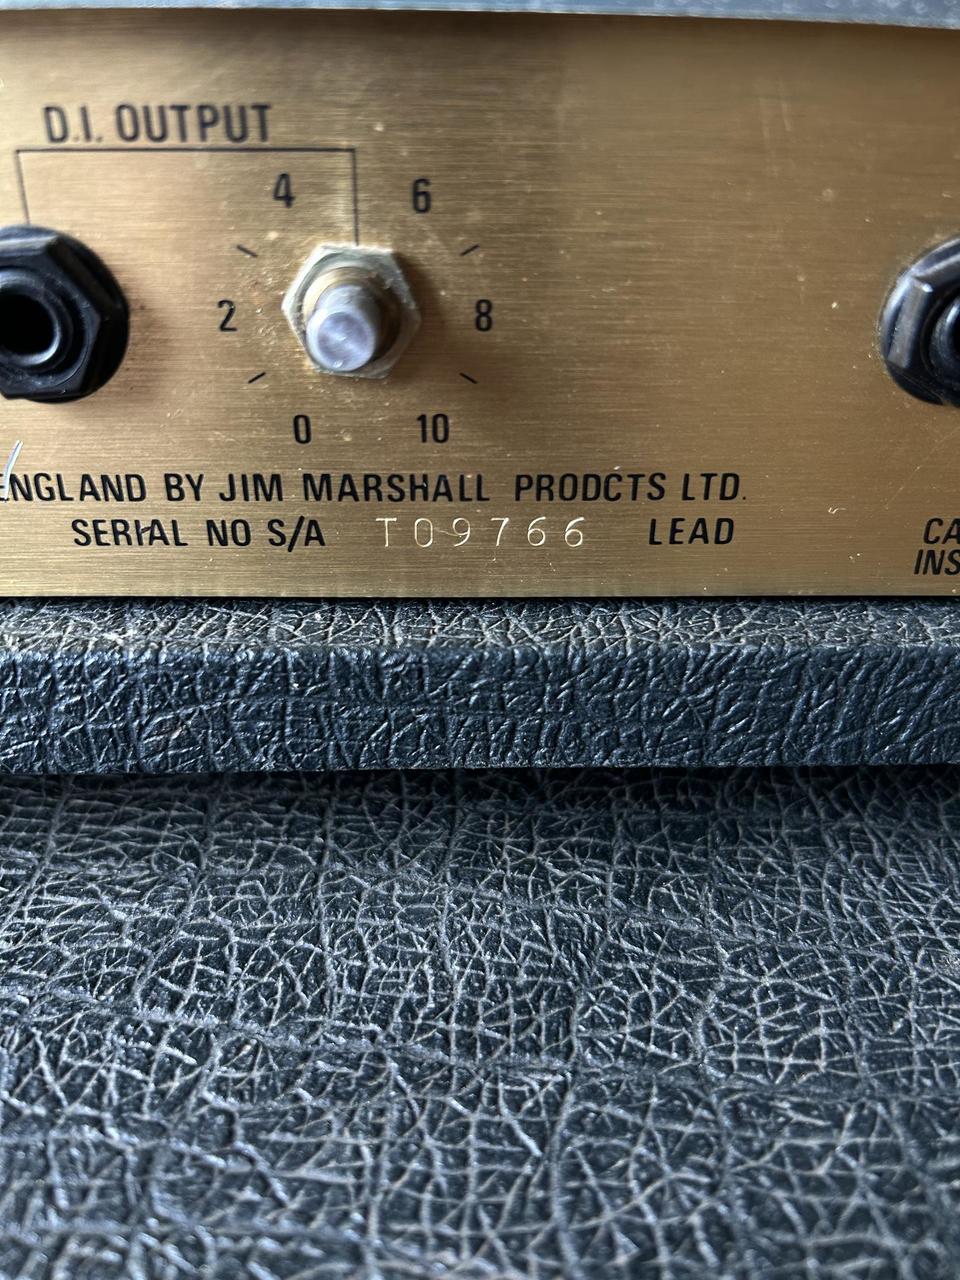 D.I. OUTPUT
4 6
2 8
0 10
ENGLAND BY JIM MARSHALL PRODCTS LTD.
SERIAL NO S/A T09766 LEAD
CA
INS